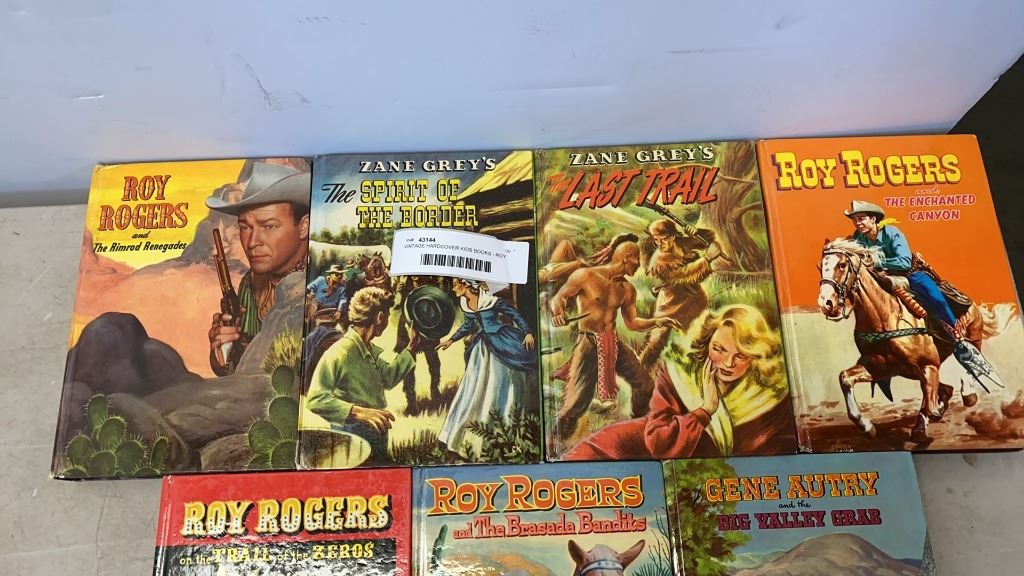 ROY
ROGERS
and
The Rimrod Renegades
ZANE GREY'S
The SPIRIT OF
THE BORDER
43144
VINTAGE HARDCOVER KIDS BOOKS - ROY
ZANE GREY'S
The LAST TRAIL
ROY ROGERS
and
THE ENCHANTED
CANYON
ROY ROGERS
on the TRAIL of the ZEROS
ROY ROGERS
and The Brasada Bandits
GENE AUTRY
and the
BIG VALLEY GRAB